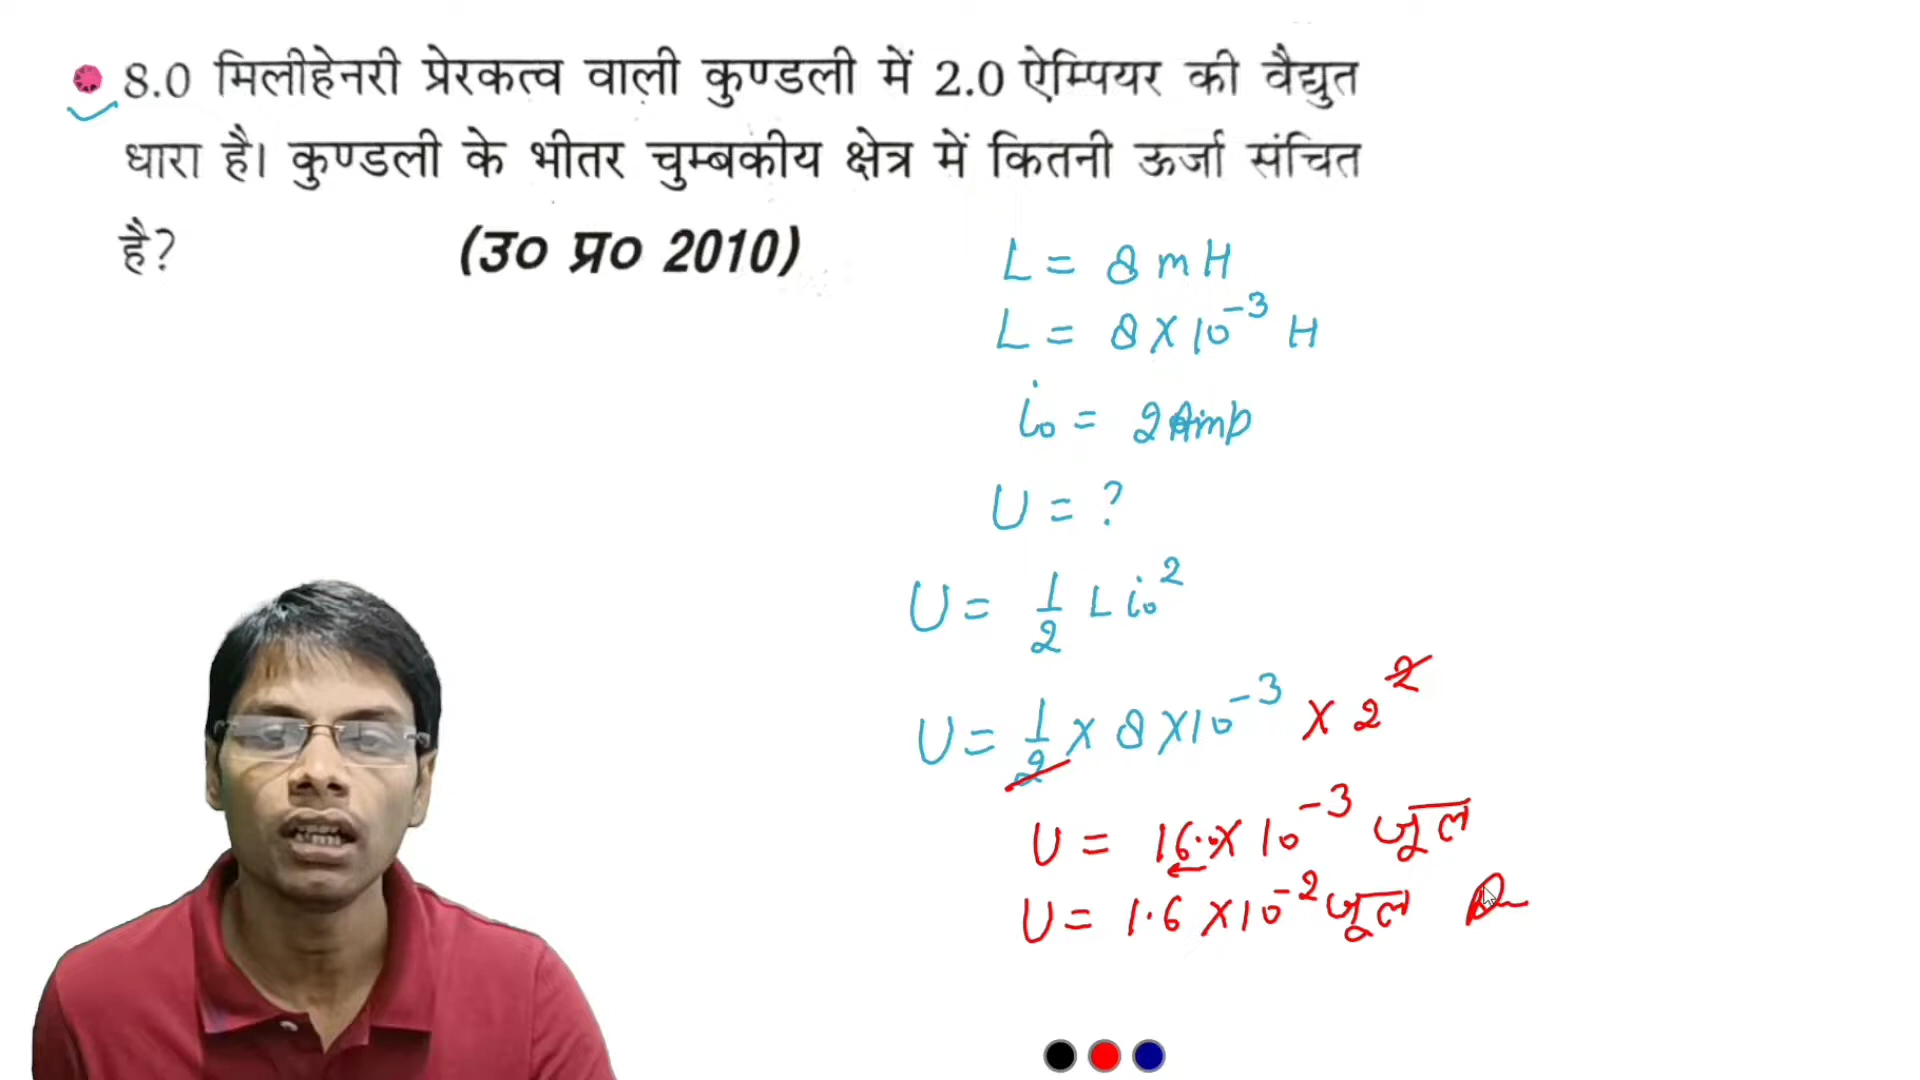 8.0 मिलीहेनरी प्रेरकत्व वाली कुण्डली में 2.0 ऐम्पियर की वैद्युत
धारा है। कुण्डली के भीतर चुम्बकीय क्षेत्र में कितनी ऊर्जा संचित
है?
(उ० प्र० 2010)
L = 8 mH
L = 8 × 10⁻³ H
i₀ = 2 Amp
U = ?
U = 1/2 L i₀²
U = 1/2 × 8 × 10⁻³ × 2²
U = 16.0 × 10⁻³ जूल
U = 1.6 × 10⁻² जूल